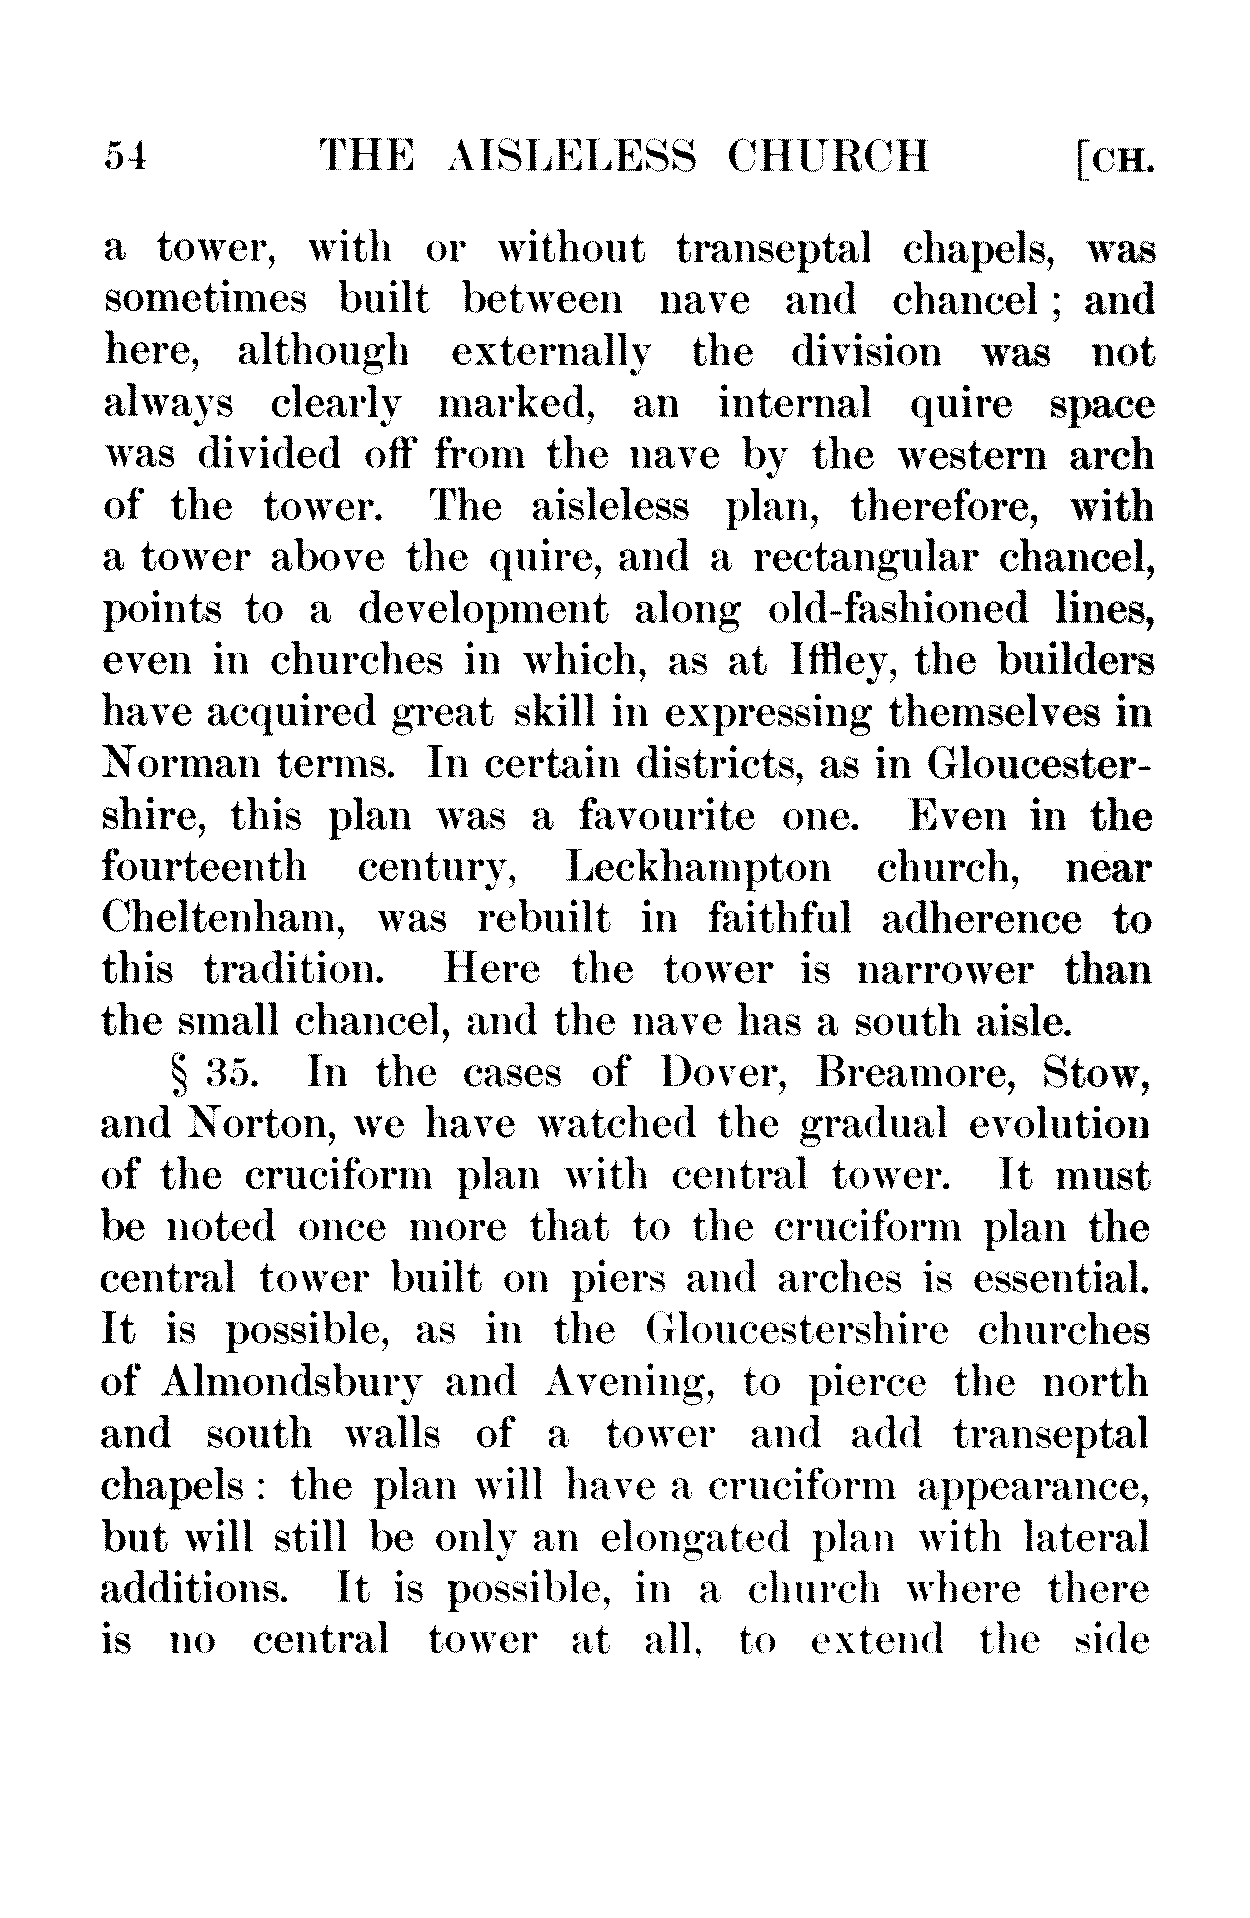 54 THE AISLELESS CHURCH [CH.
a tower, with or without transeptal chapels, was
sometimes built between nave and chancel ; and
here, although externally the division was not
always clearly marked, an internal quire space
was divided off from the nave by the western arch
of the tower. The aisleless plan, therefore, with
a tower above the quire, and a rectangular chancel,
points to a development along old-fashioned lines,
even in churches in which, as at Iffley, the builders
have acquired great skill in expressing themselves in
Norman terms. In certain districts, as in Gloucester-
shire, this plan was a favourite one. Even in the
fourteenth century, Leckhampton church, near
Cheltenham, was rebuilt in faithful adherence to
this tradition. Here the tower is narrower than
the small chancel, and the nave has a south aisle.
§ 35. In the cases of Dover, Breamore, Stow,
and Norton, we have watched the gradual evolution
of the cruciform plan with central tower. It must
be noted once more that to the cruciform plan the
central tower built on piers and arches is essential.
It is possible, as in the Gloucestershire churches
of Almondsbury and Avening, to pierce the north
and south walls of a tower and add transeptal
chapels : the plan will have a cruciform appearance,
but will still be only an elongated plan with lateral
additions. It is possible, in a church where there
is no central tower at all, to extend the side